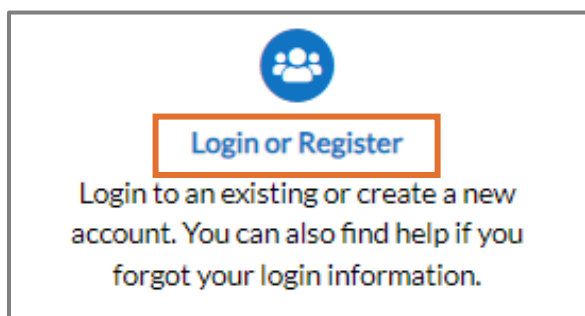 Login or Register
Login to an existing or create a new
account. You can also find help if you
forgot your login information.